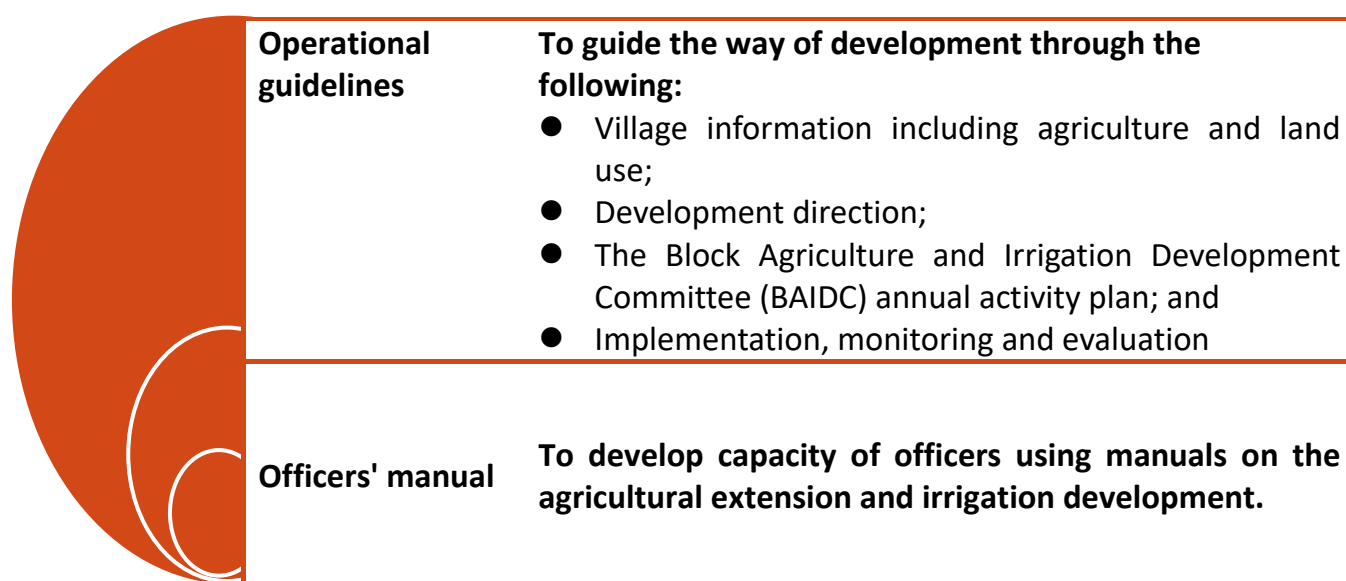 Operational
guidelines
To guide the way of development through the
following:
● Village information including agriculture and land
use;
● Development direction;
● The Block Agriculture and Irrigation Development
Committee (BAIDC) annual activity plan; and
● Implementation, monitoring and evaluation
Officers' manual
To develop capacity of officers using manuals on the
agricultural extension and irrigation development.